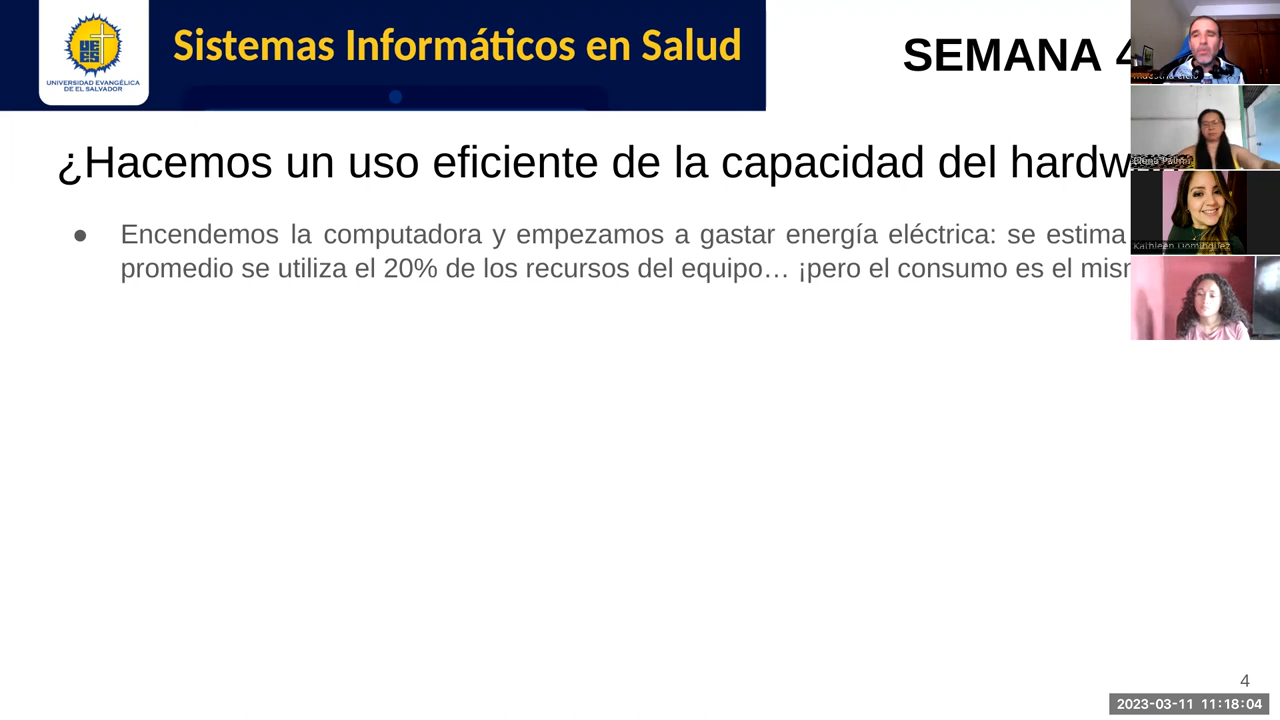 Sistemas Informáticos en Salud
UNIVERSIDAD EVANGÉLICA
DE EL SALVADOR
SEMANA 4
¿Hacemos un uso eficiente de la capacidad del
Encendemos la computadora y empezamos a gastar energía eléctrica: se estima
promedio se utiliza el 20% de los recursos del equipo… ¡pero el consumo es el
Kathleen Dominguez
4
2023-03-11 11:18:04